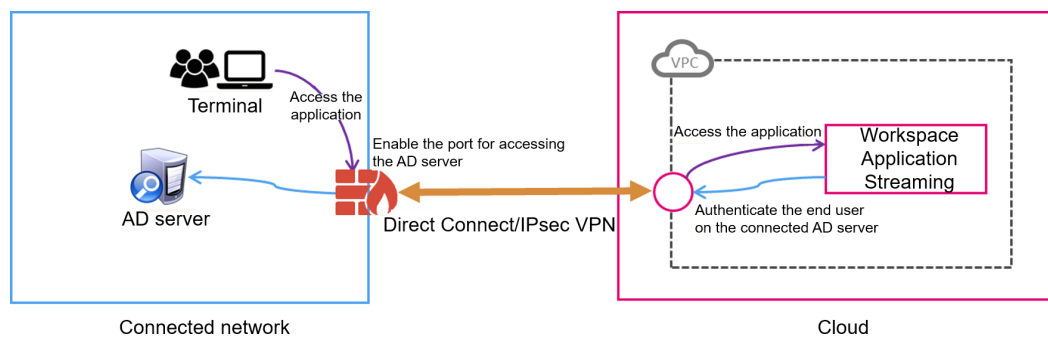 Terminal
Access the
application
Enable the port for accessing
the AD server
AD server
Direct Connect/IPsec VPN
Connected network
VPC
Access the application
Workspace
Application
Streaming
Authenticate the end user
on the connected AD server
Cloud